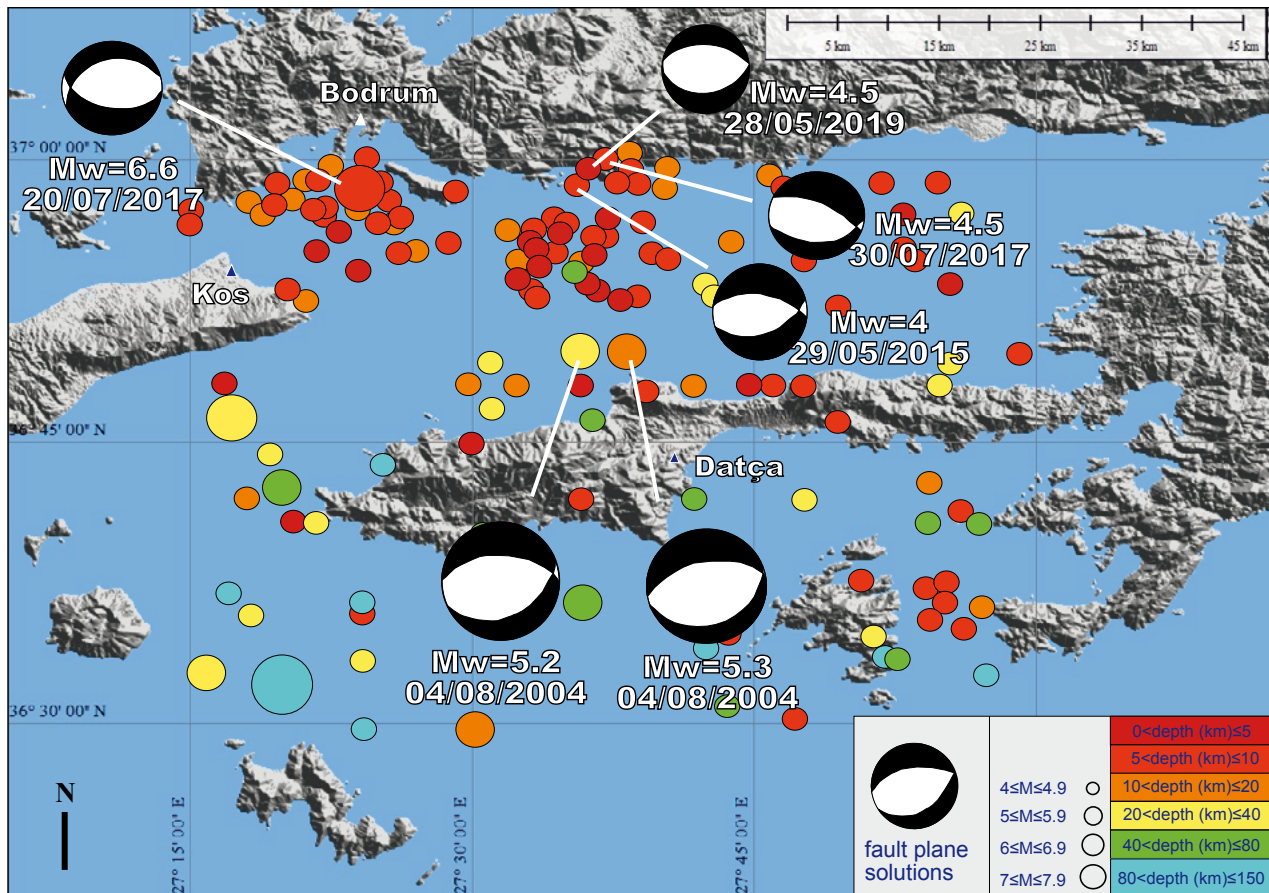 5 km 15 km 25 km 35 km 45 km
Bodrum
Mw=4.5
28/05/2019
37° 00' 00" N
Mw=6.6
20/07/2017
Mw=4.5
30/07/2017
Kos
Mw=4
29/05/2015
36° 45' 00" N
Datça
Mw=5.2
04/08/2004
Mw=5.3
04/08/2004
36° 30' 00" N
N
27° 15' 00" E
27° 30' 00" E
27° 45' 00" E
fault plane
solutions
4≤M≤4.9
5≤M≤5.9
6≤M≤6.9
7≤M≤7.9
0<depth (km)≤5
5<depth (km)≤10
10<depth (km)≤20
20<depth (km)≤40
40<depth (km)≤80
80<depth (km)≤150